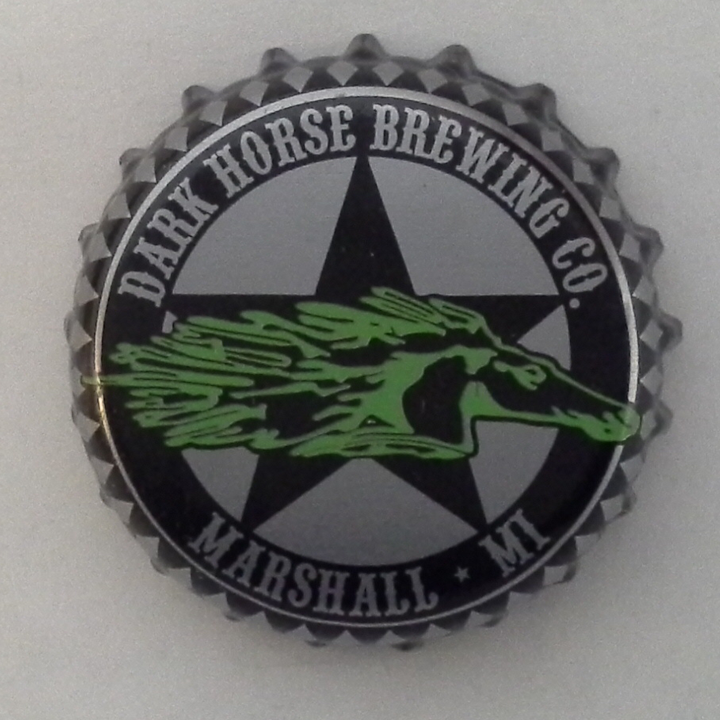 DARK HORSE BREWING CO.
MARSHALL ★ MI